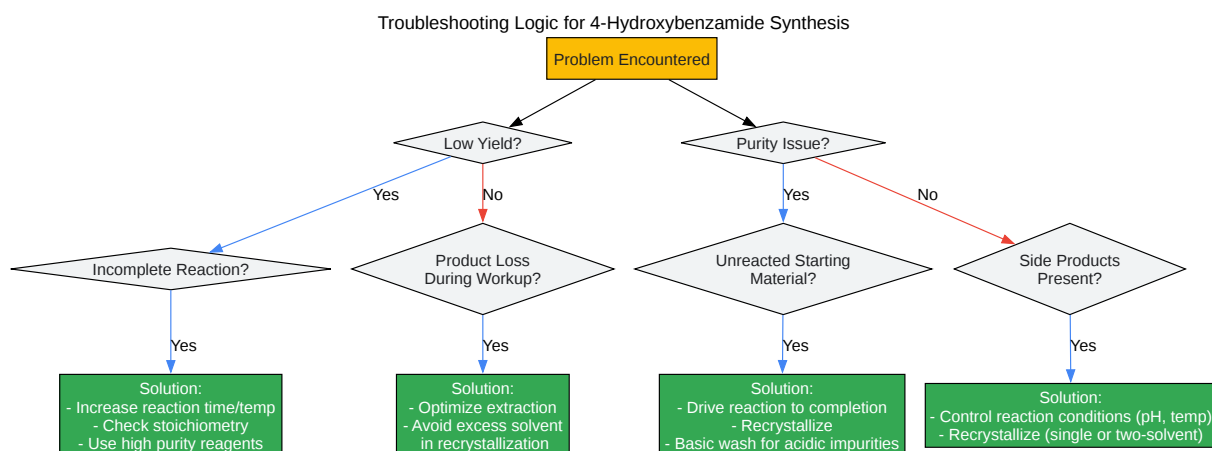 Troubleshooting Logic for 4-Hydroxybenzamide Synthesis
Problem Encountered
Low Yield?
Purity Issue?
Yes
No
Yes
No
Incomplete Reaction?
Product Loss
During Workup?
Unreacted Starting
Material?
Side Products
Present?
Yes
Yes
Yes
Yes
Solution:
- Increase reaction time/temp
- Check stoichiometry
- Use high purity reagents
Solution:
- Optimize extraction
- Avoid excess solvent
in recrystallization
Solution:
- Drive reaction to completion
- Recrystallize
- Basic wash for acidic impurities
Solution:
- Control reaction conditions (pH, temp)
- Recrystallize (single or two-solvent)